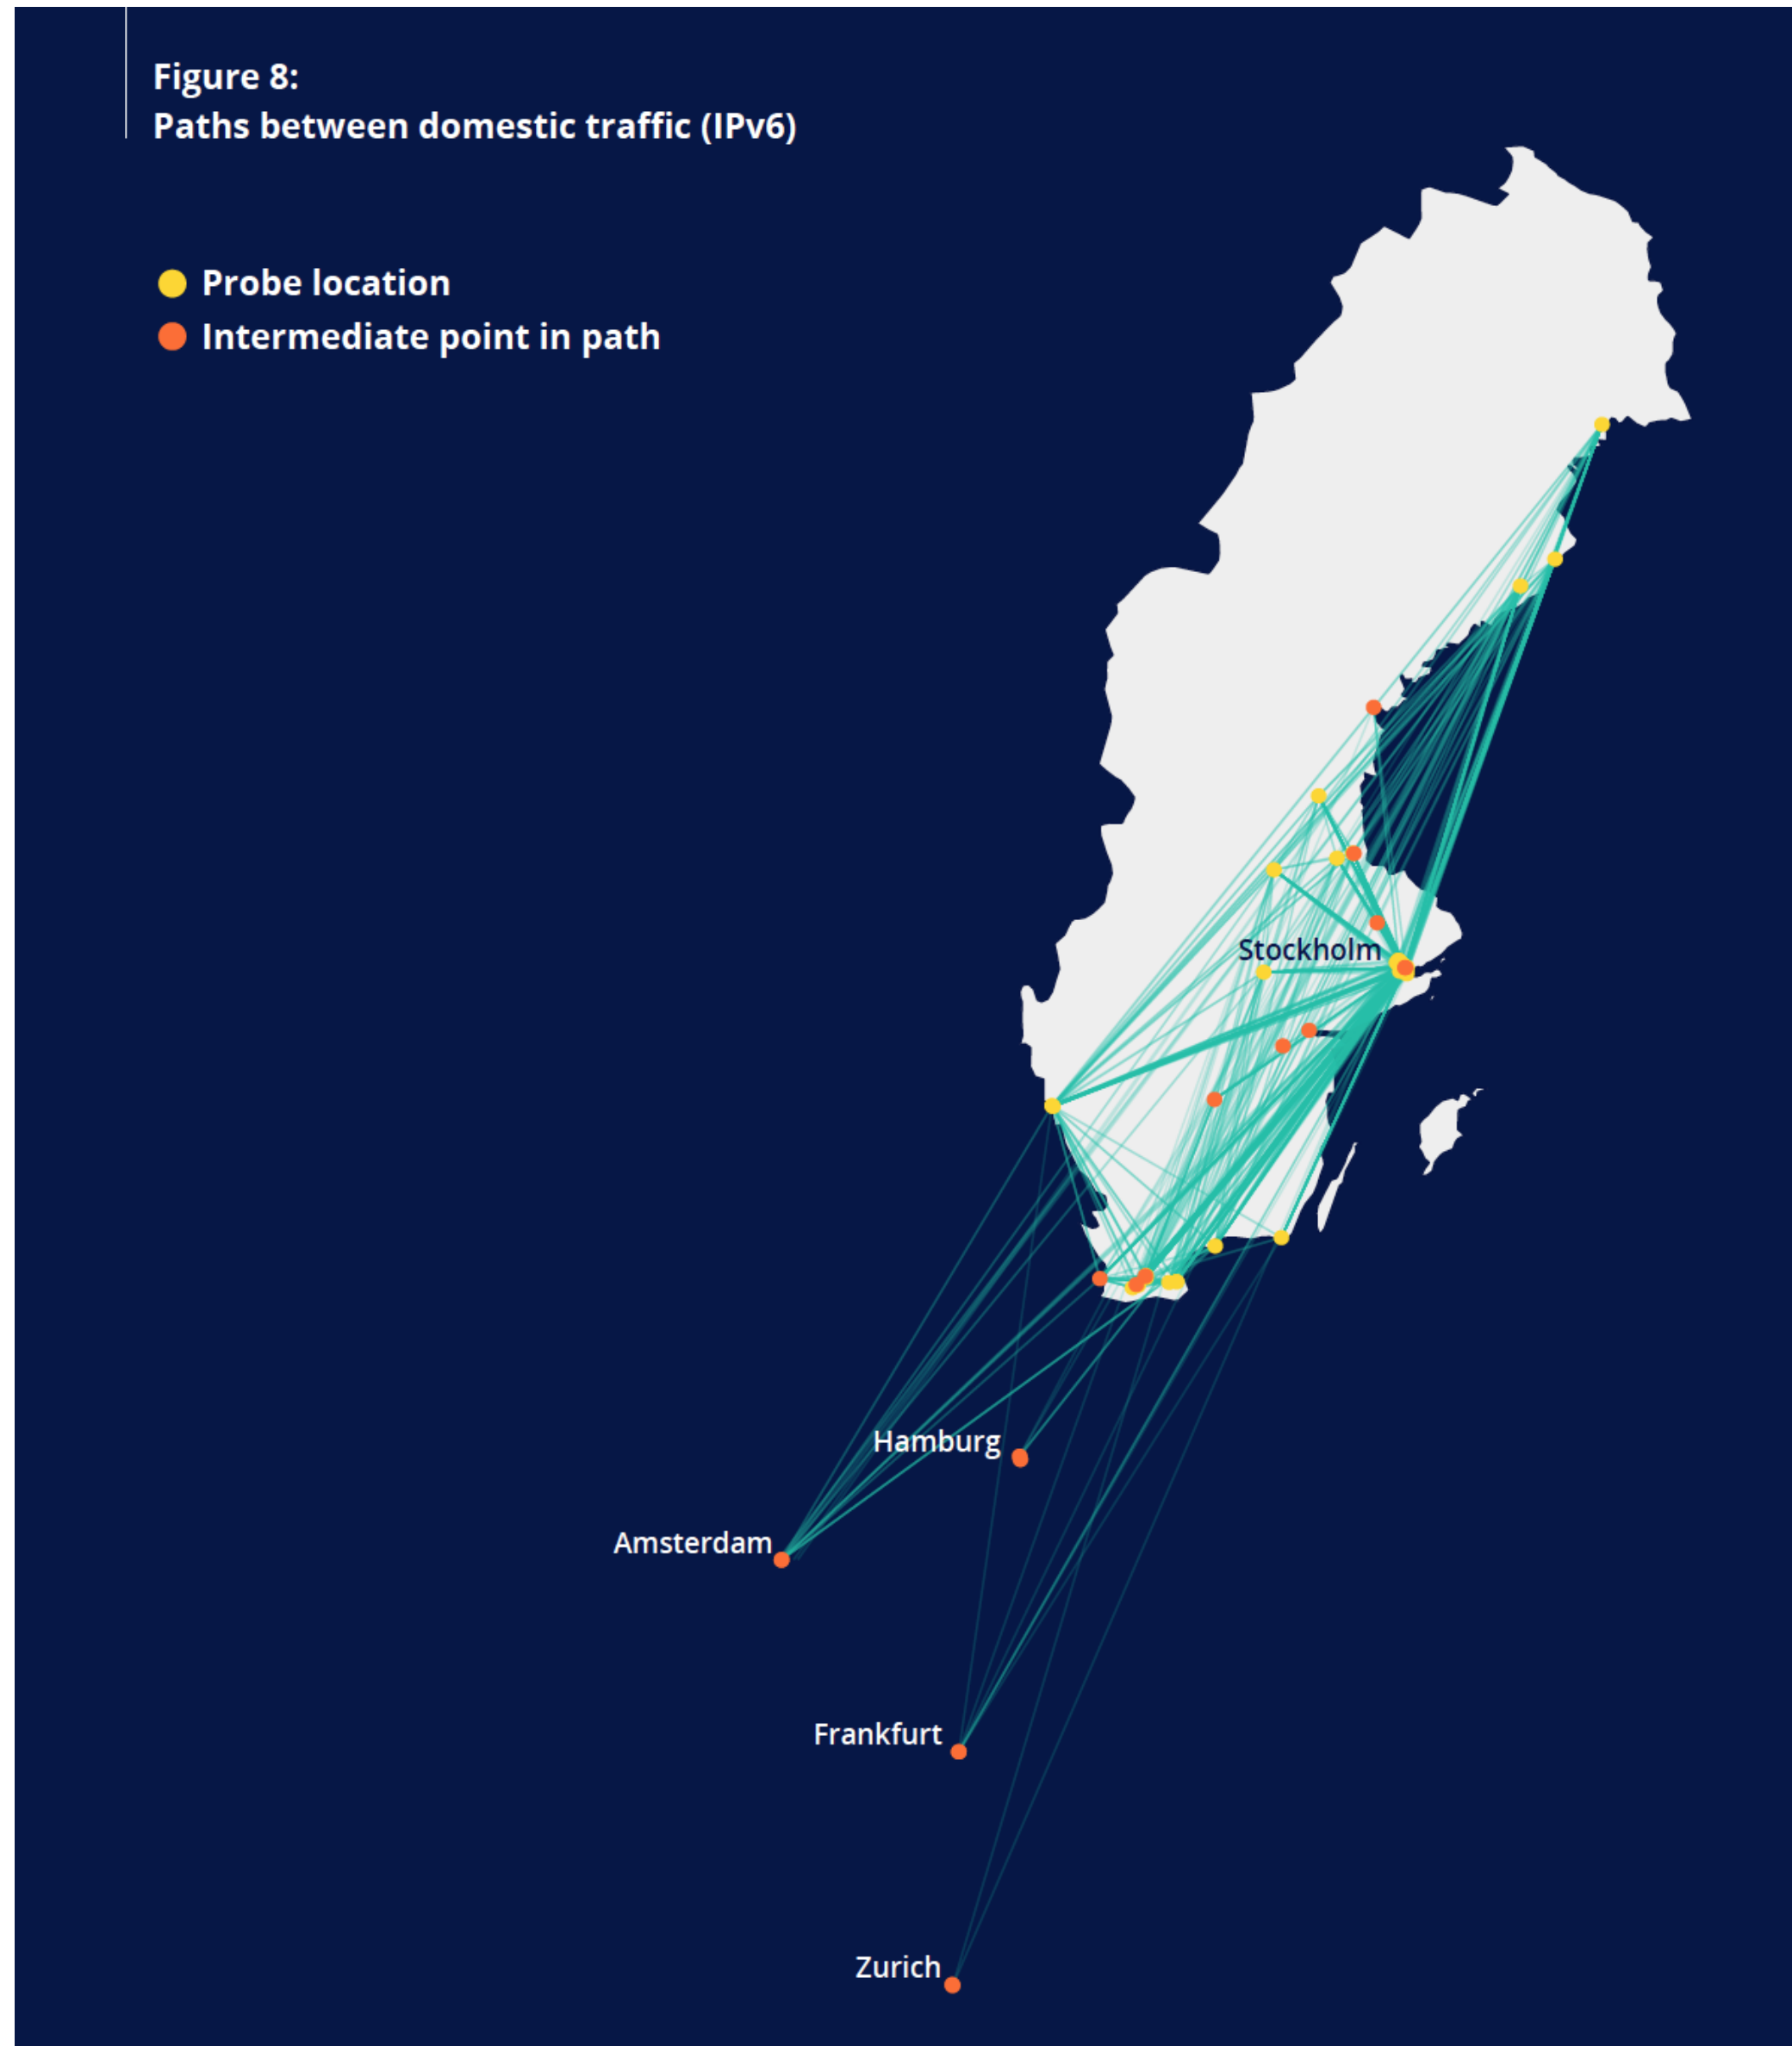 Figure 8:
Paths between domestic traffic (IPv6)
Probe location
Intermediate point in path
Stockholm
Hamburg
Amsterdam
Frankfurt
Zurich